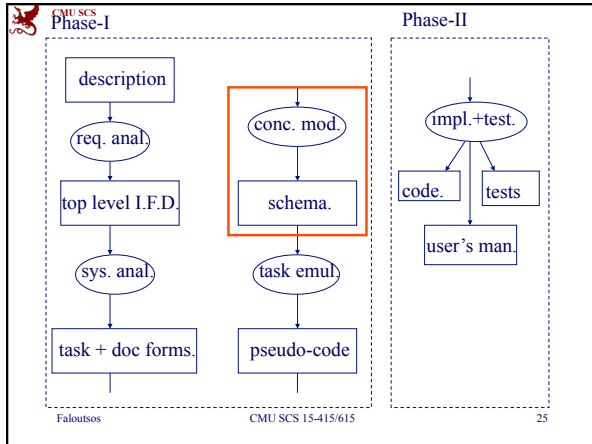 CMU SCS
Phase-I
Phase-II
description
req. anal.
top level I.F.D.
sys. anal.
task + doc forms.
conc. mod.
schema.
task emul.
pseudo-code
impl.+test.
code.
tests
user's man.
Faloutsos
CMU SCS 15-415/615
25